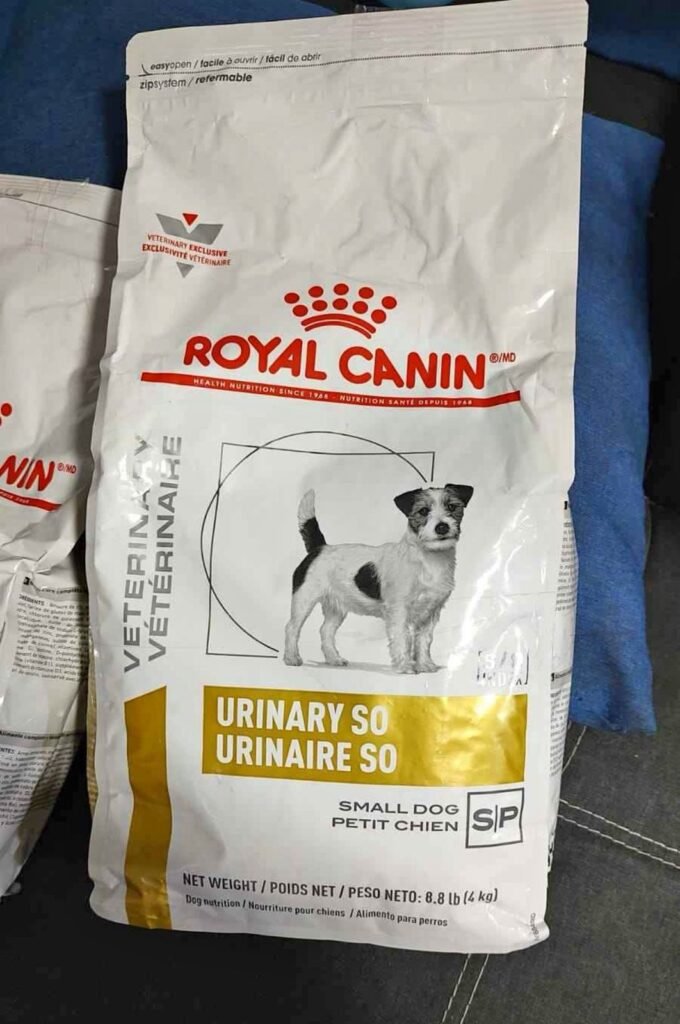 easyopen / facile à ouvrir / fácil de abrir
zipsystem / refermable
VETERINARY EXCLUSIVE
EXCLUSIVITÉ VÉTÉRINAIRE
ROYAL CANIN ®/MD
HEALTH NUTRITION SINCE 1968 - NUTRITION SANTÉ DEPUIS 1968
VETERINARY
VÉTÉRINAIRE
S/O
INDEX
URINARY SO
URINAIRE SO
SMALL DOG
PETIT CHIEN
S|P
NET WEIGHT / POIDS NET / PESO NETO: 8.8 lb (4 kg)
Dog nutrition / Nourriture pour chiens / Alimento para perros
NIN ®/MD